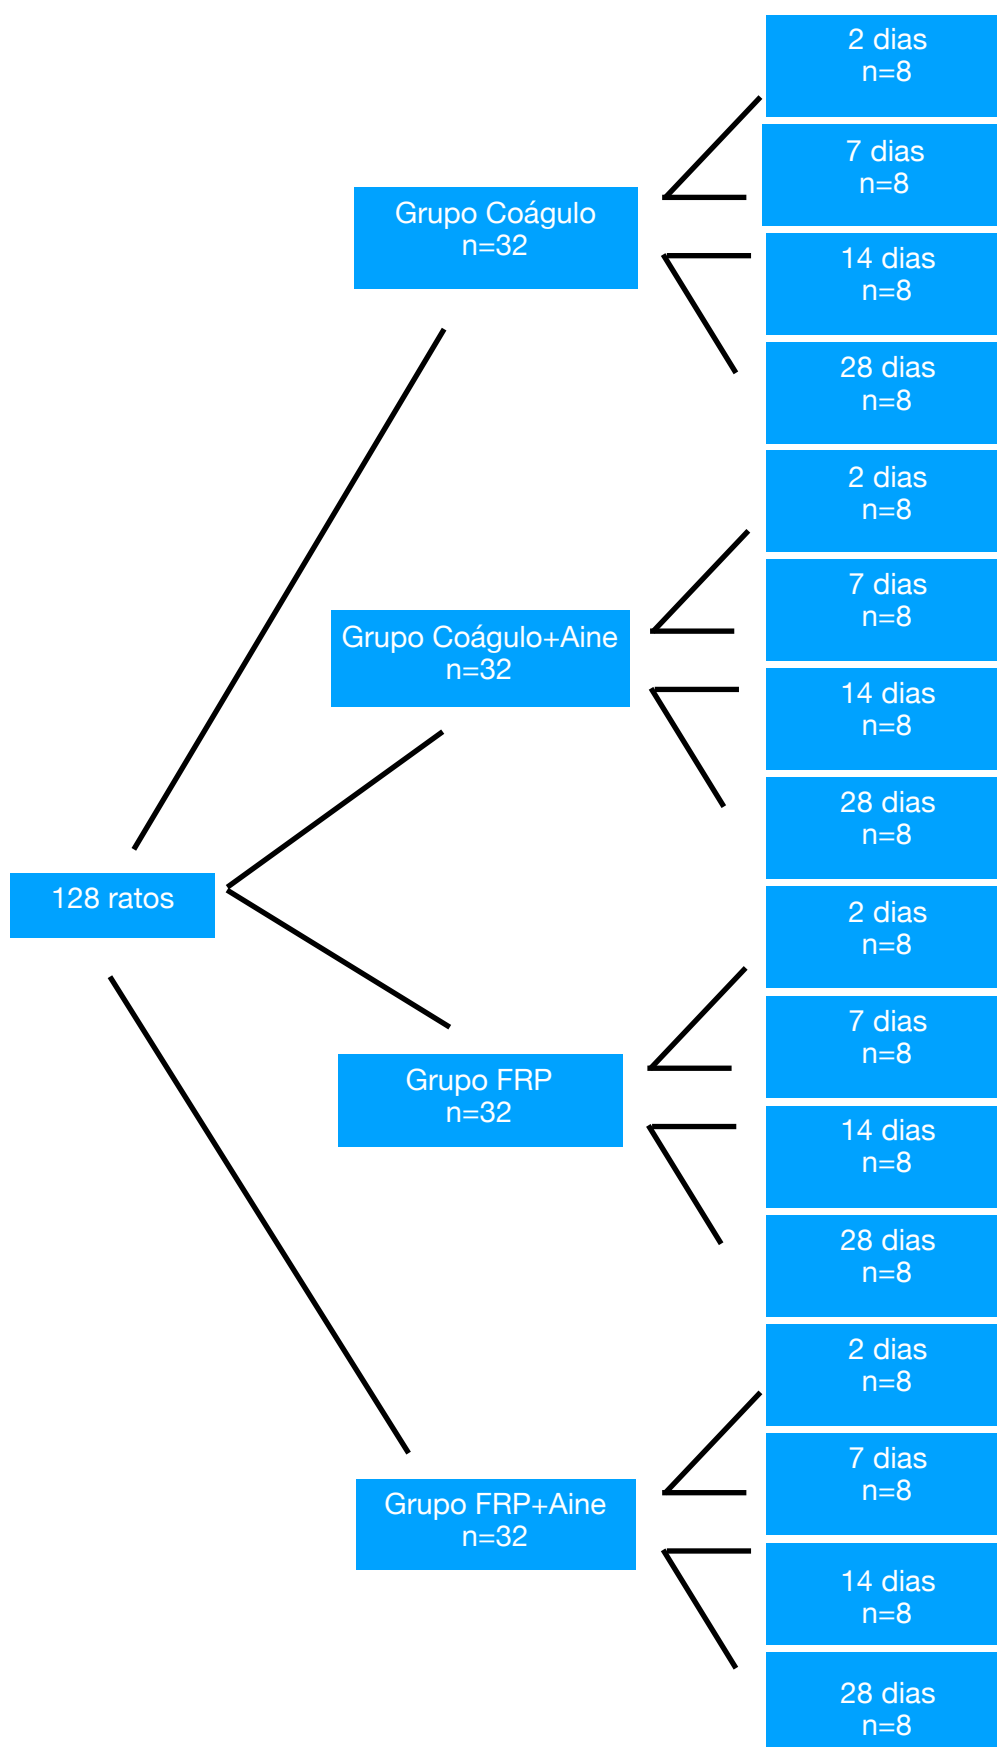 128 ratos
Grupo Coágulo
n=32
2 dias
n=8
7 dias
n=8
14 dias
n=8
28 dias
n=8
Grupo Coágulo+Aine
n=32
2 dias
n=8
7 dias
n=8
14 dias
n=8
28 dias
n=8
Grupo FRP
n=32
2 dias
n=8
7 dias
n=8
14 dias
n=8
28 dias
n=8
Grupo FRP+Aine
n=32
2 dias
n=8
7 dias
n=8
14 dias
n=8
28 dias
n=8